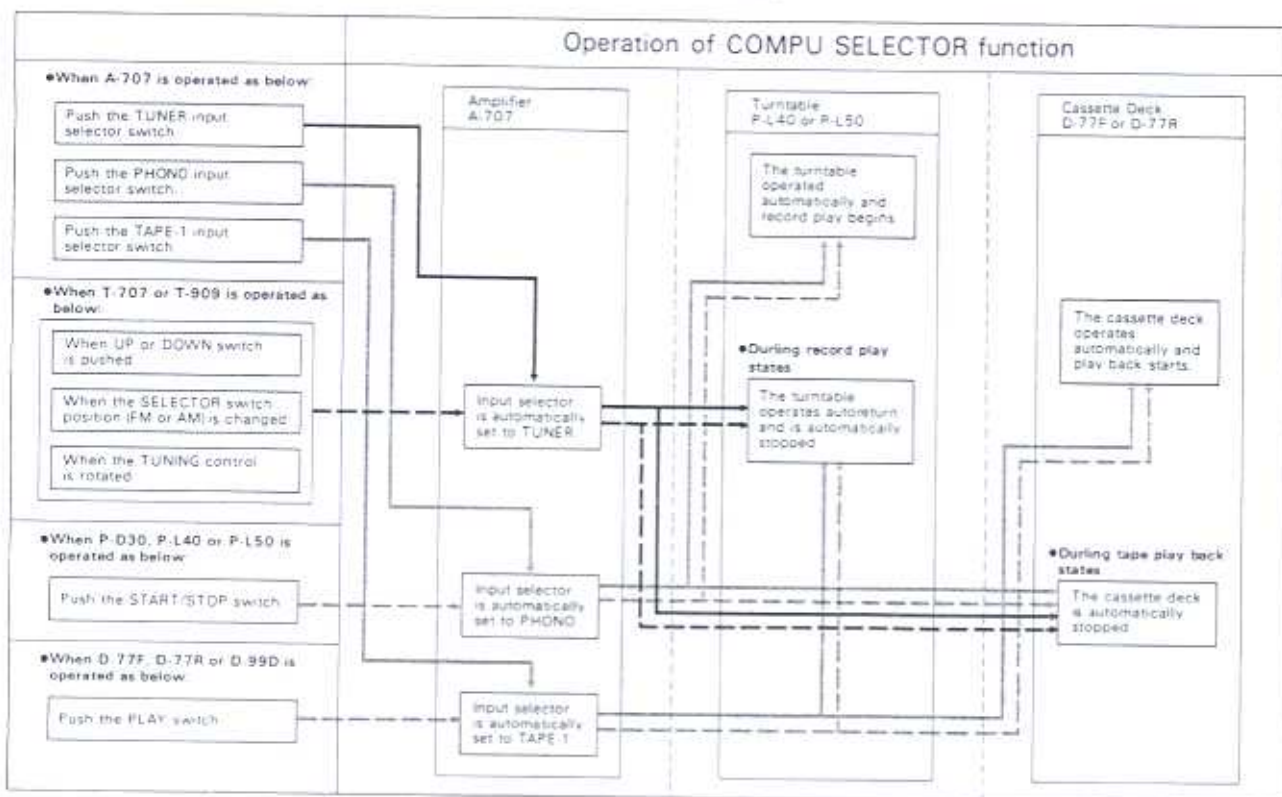 Operation of COMPU SELECTOR function
●When A-707 is operated as below:
Push the TUNER input
selector switch.
Push the PHONO input
selector switch.
Push the TAPE-1 input
selector switch.
●When T-707 or T-909 is operated as
below:
When UP or DOWN switch
is pushed
When the SELECTOR switch
position (FM or AM) is changed
When the TUNING control
is rotated
●When P-D30, P-L40 or P-L50 is
operated as below
Push the START/STOP switch
●When D-77F, D-77R or D-99D is
operated as below
Push the PLAY switch
Amplifier
A-707
Input selector
is automatically
set to TUNER
Input selector
is automatically
set to PHONO
Input selector
is automatically
set to TAPE-1
Turntable
P-L40 or P-L50
The turntable
operated
automatically and
record play begins
●Durling record play
states
The turntable
operates autoreturn
and is automatically
stopped
Cassette Deck
D-77F or D-77R
The cassette deck
operates
automatically and
play back starts.
●Durling tape play back
states
The cassette deck
is automatically
stopped